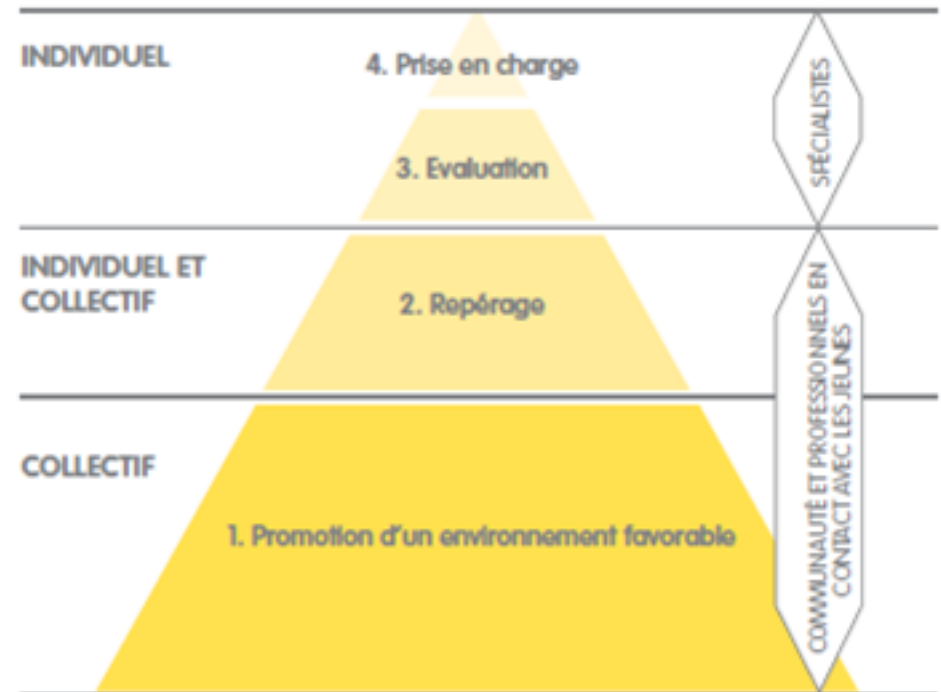 INDIVIDUEL
4. Prise en charge
SPÉCIALISTES
3. Evaluation
INDIVIDUEL ET
COLLECTIF
2. Repérage
COMMUNAUTÉ ET PROFESSIONNELS EN
CONTACT AVEC LES JEUNES
COLLECTIF
1. Promotion d'un environnement favorable